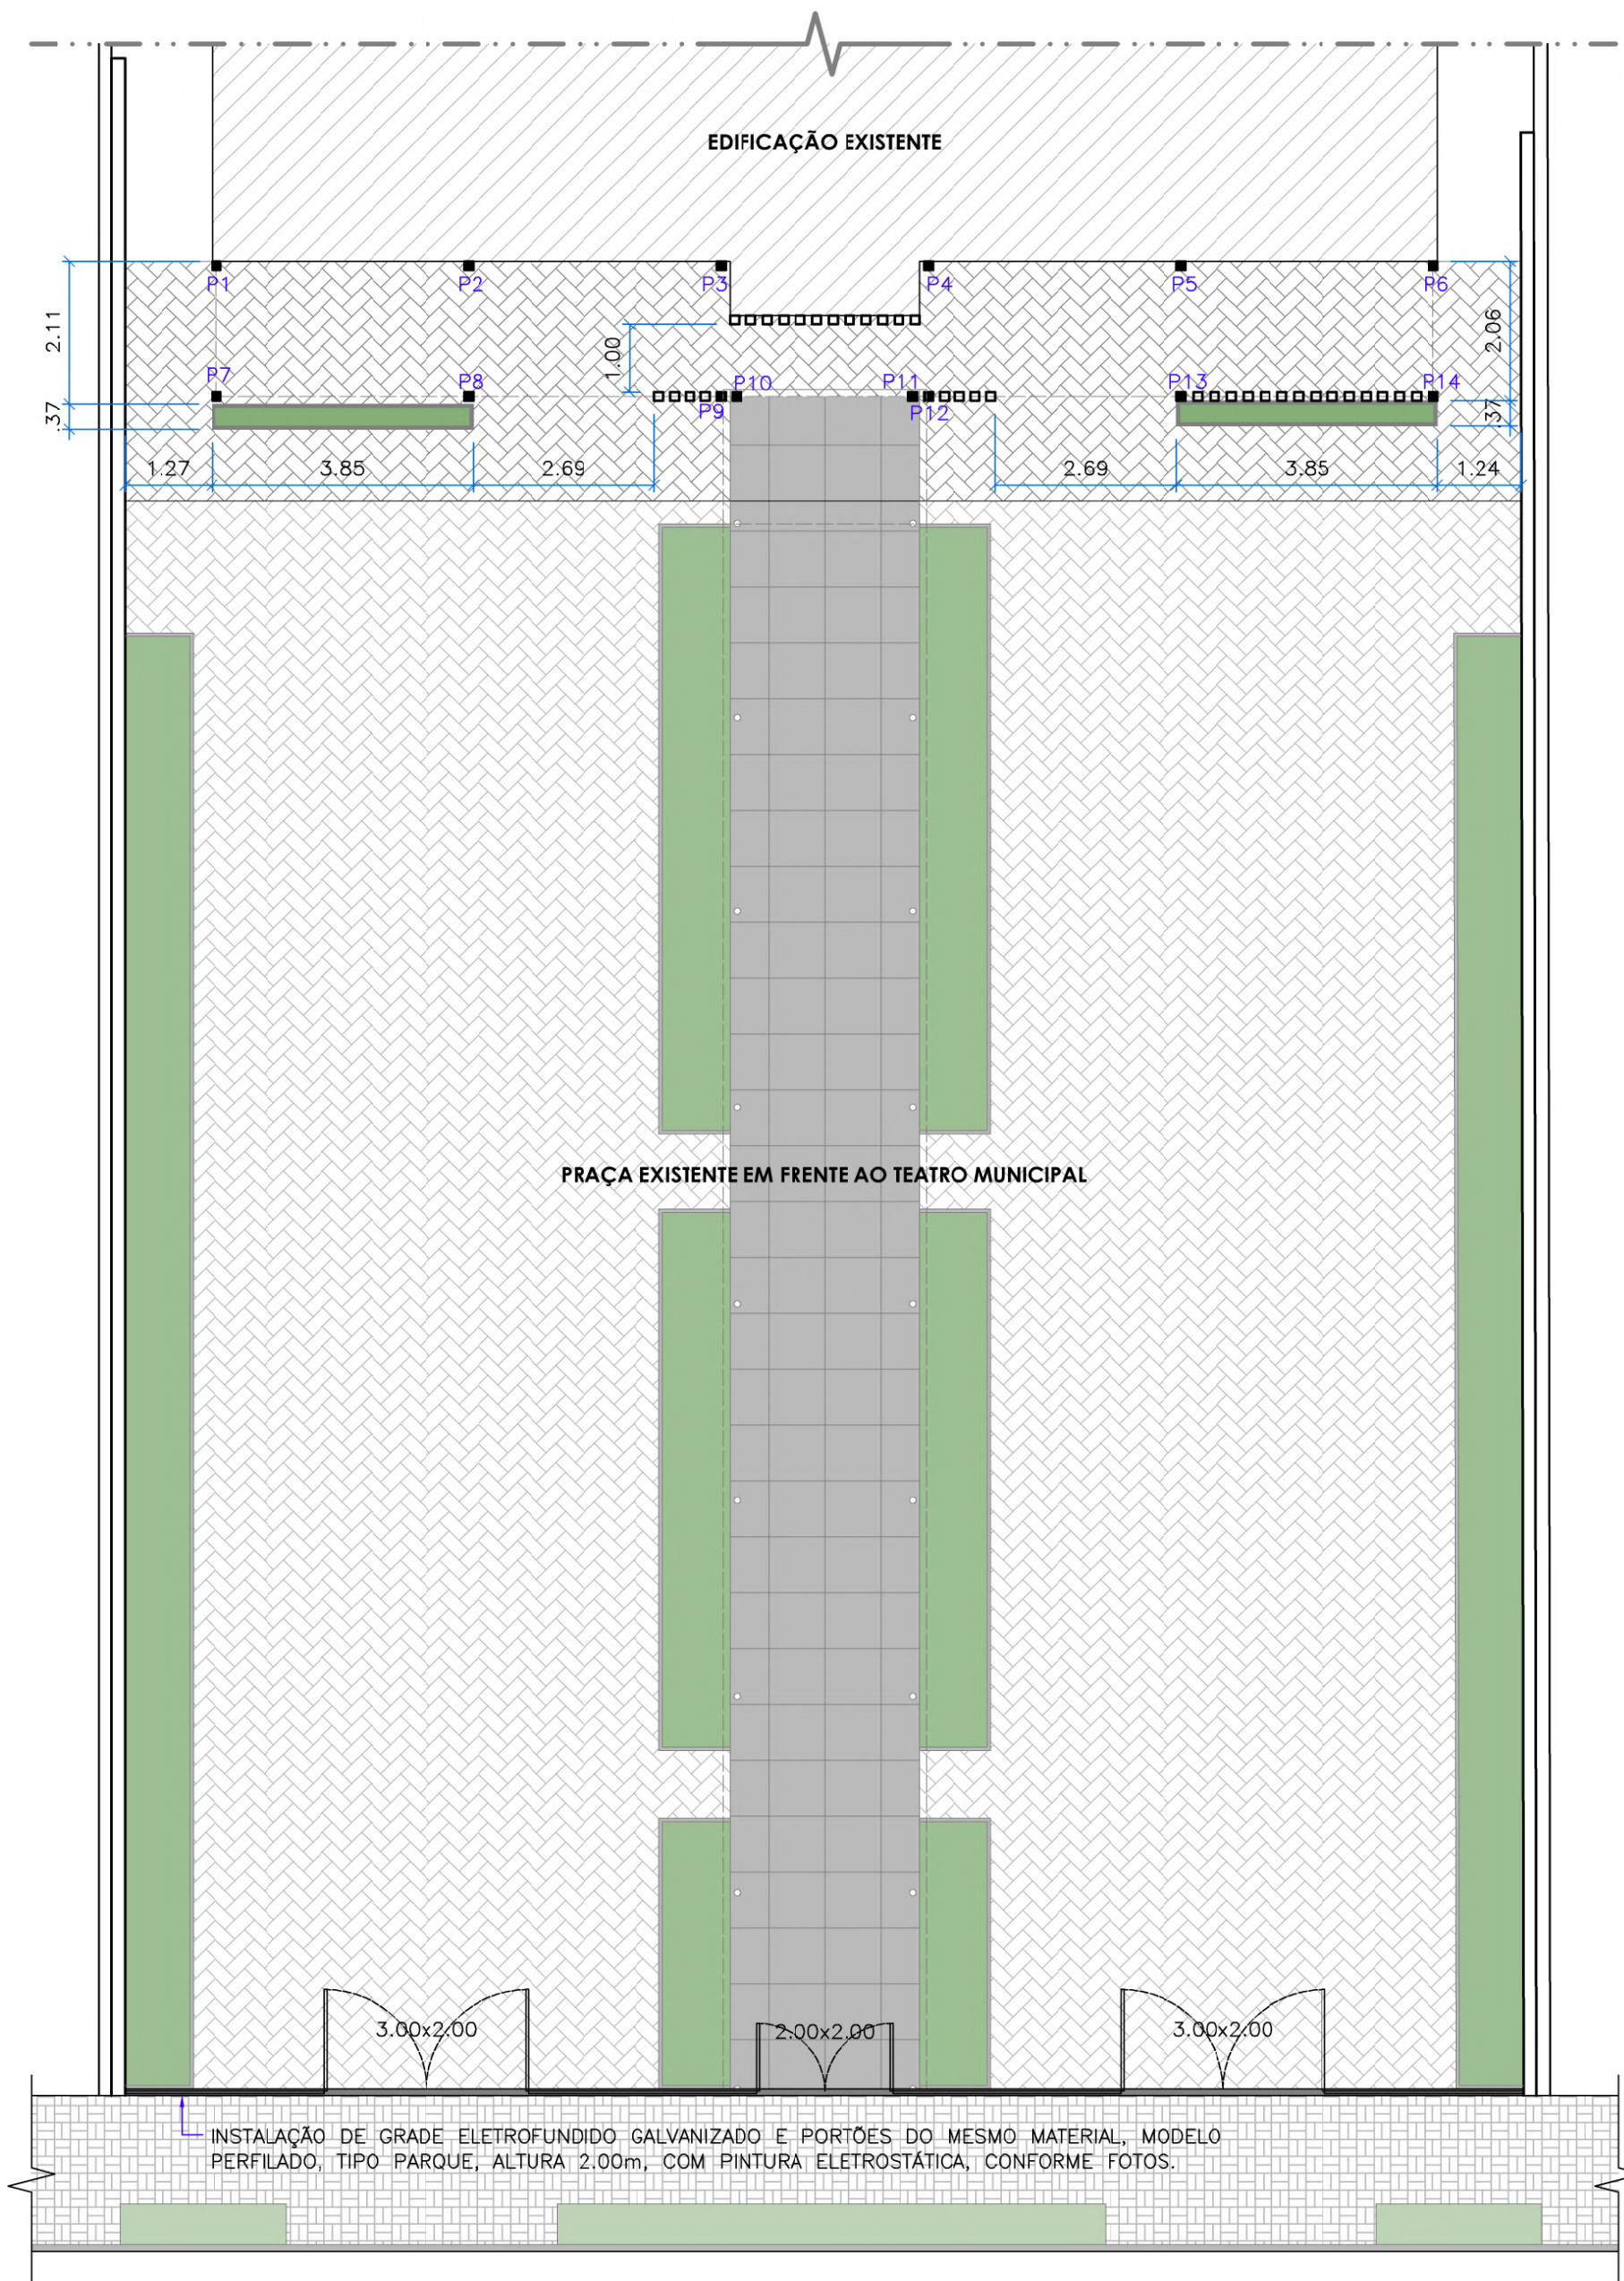 EDIFICAÇÃO EXISTENTE
P1
P2
P3
P4
P5
P6
2.11
1.00
2.06
P7
P8
P9
P10
P11
P12
P13
P14
.37
.37
1.27
3.85
2.69
2.69
3.85
1.24
PRAÇA EXISTENTE EM FRENTE AO TEATRO MUNICIPAL
3.00x2.00
2.00x2.00
3.00x2.00
INSTALAÇÃO DE GRADE ELETROFUNDIDO GALVANIZADO E PORTÕES DO MESMO MATERIAL, MODELO
PERFILADO, TIPO PARQUE, ALTURA 2.00m, COM PINTURA ELETROSTÁTICA, CONFORME FOTOS.